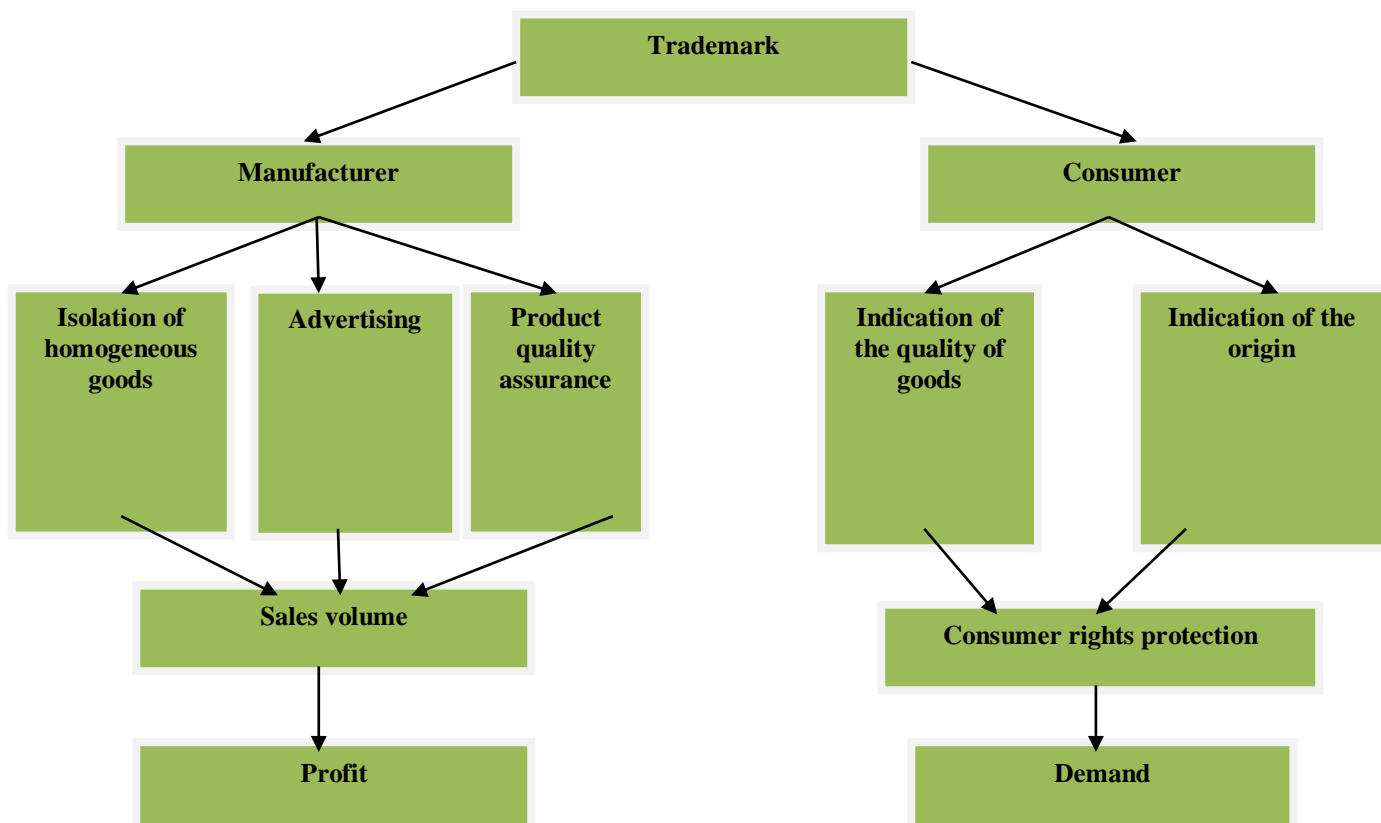 Trademark
Manufacturer
Consumer
Isolation of
homogeneous
goods
Advertising
Product
quality
assurance
Indication of
the quality of
goods
Indication of the
origin
Sales volume
Consumer rights protection
Profit
Demand